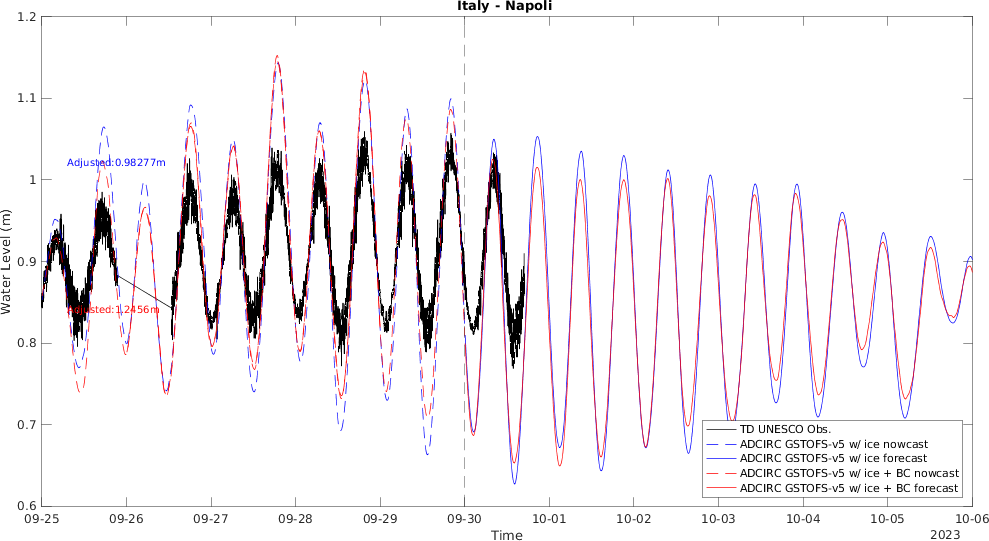 Italy - Napoli
1.2
1.1
1
0.9
0.8
0.7
0.6
Water Level (m)
Adjusted:0.98277m
Adjusted:1.2456m
TD UNESCO Obs.
ADCIRC GSTOFS-v5 w/ ice nowcast
ADCIRC GSTOFS-v5 w/ ice forecast
ADCIRC GSTOFS-v5 w/ ice + BC nowcast
ADCIRC GSTOFS-v5 w/ ice + BC forecast
09-25 09-26 09-27 09-28 09-29 09-30 10-01 10-02 10-03 10-04 10-05 10-06
Time
2023